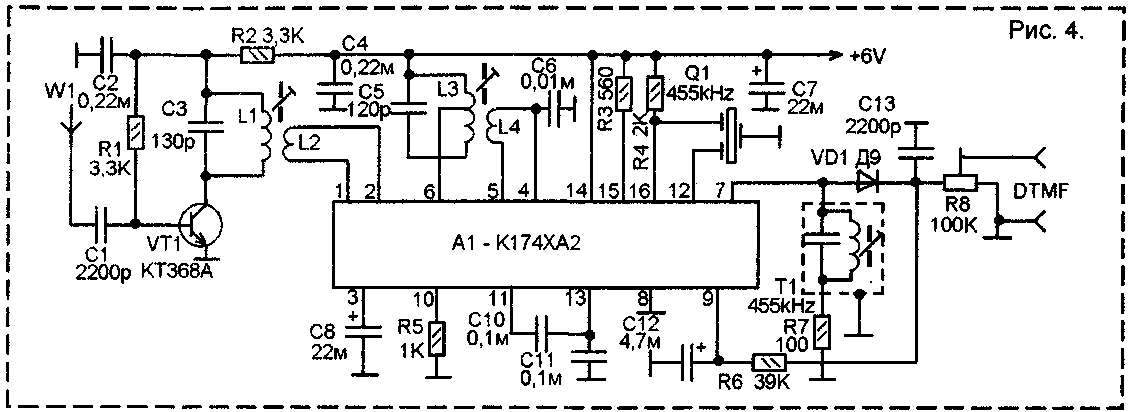 Рис. 4.
R2 3,3K
C4
0,22м
C6
0,01м
+6V
C2
0,22м
W1
C3
130p
L1
L2
C5
120p
L3
L4
R3 560
R4 2K
Q1
455kHz
C7
22м
C13
2200p
R1
3,3K
VD1 Д9
DTMF
R8
100K
1 2 6 5 4 14 15 16 12 7
C1
2200p
VT1
КТ368А
A1 - К174ХА2
T1
455kHz
3 10 11 13 8 9
C8
22м
R5
1K
C10
0,1м
C11
0,1м
C12
4,7м
R7
100
R6 39K